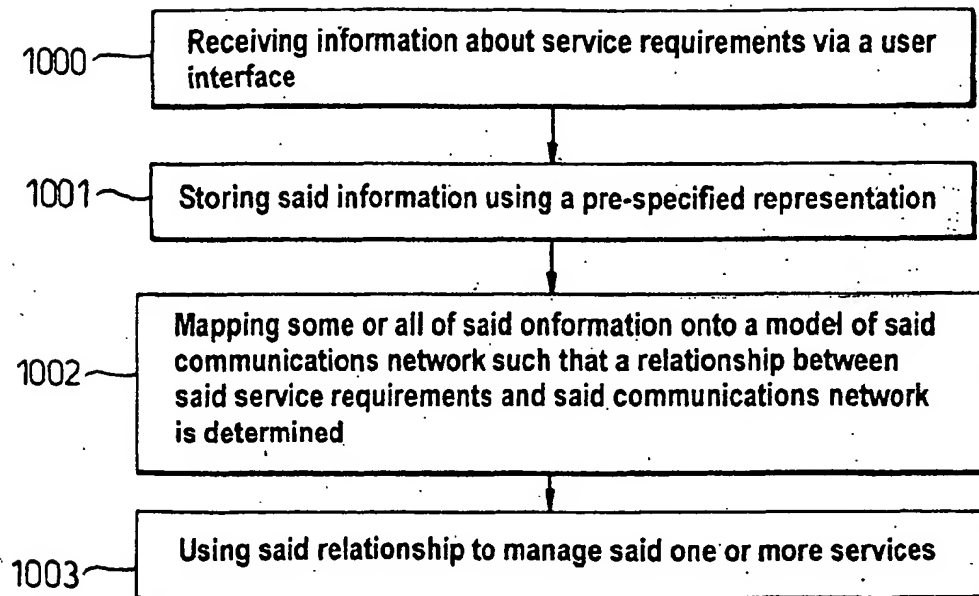 1000
Receiving information about service requirements via a user
interface
1001
Storing said information using a pre-specified representation
1002
Mapping some or all of said onformation onto a model of said
communications network such that a relationship between
said service requirements and said communications network
is determined
1003
Using said relationship to manage said one or more services